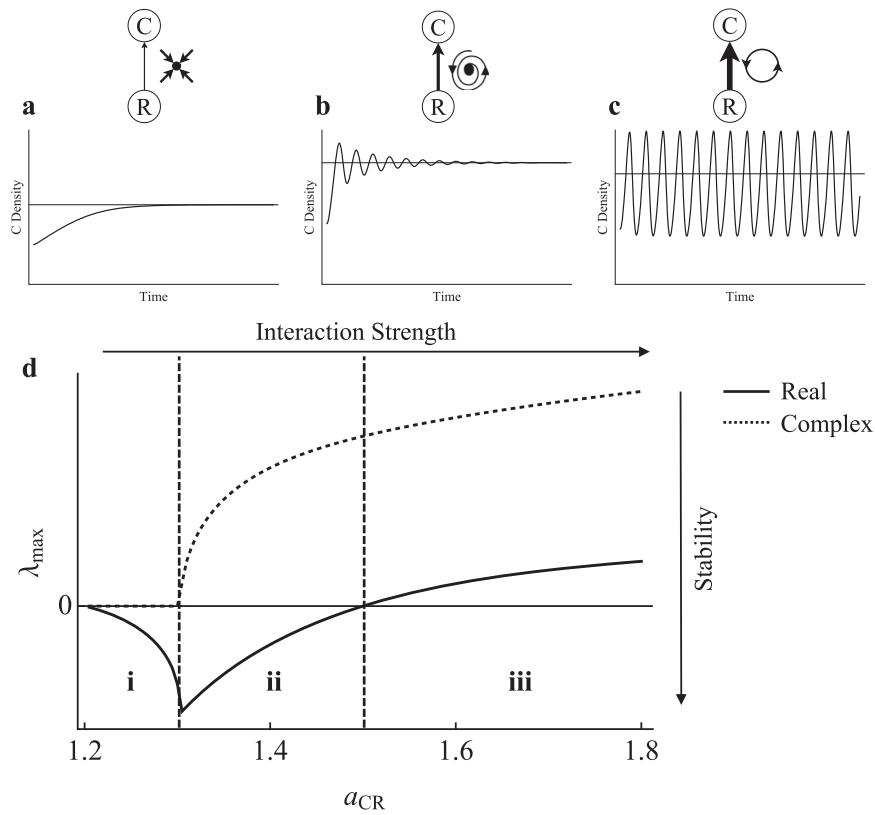 C
C
C
R
R
R
a
b
c
C Density
C Density
C Density
Time
Time
Time
Interaction Strength
d
Real
Complex
Stability
λmax
0
i
ii
iii
1.2
1.4
1.6
1.8
aCR